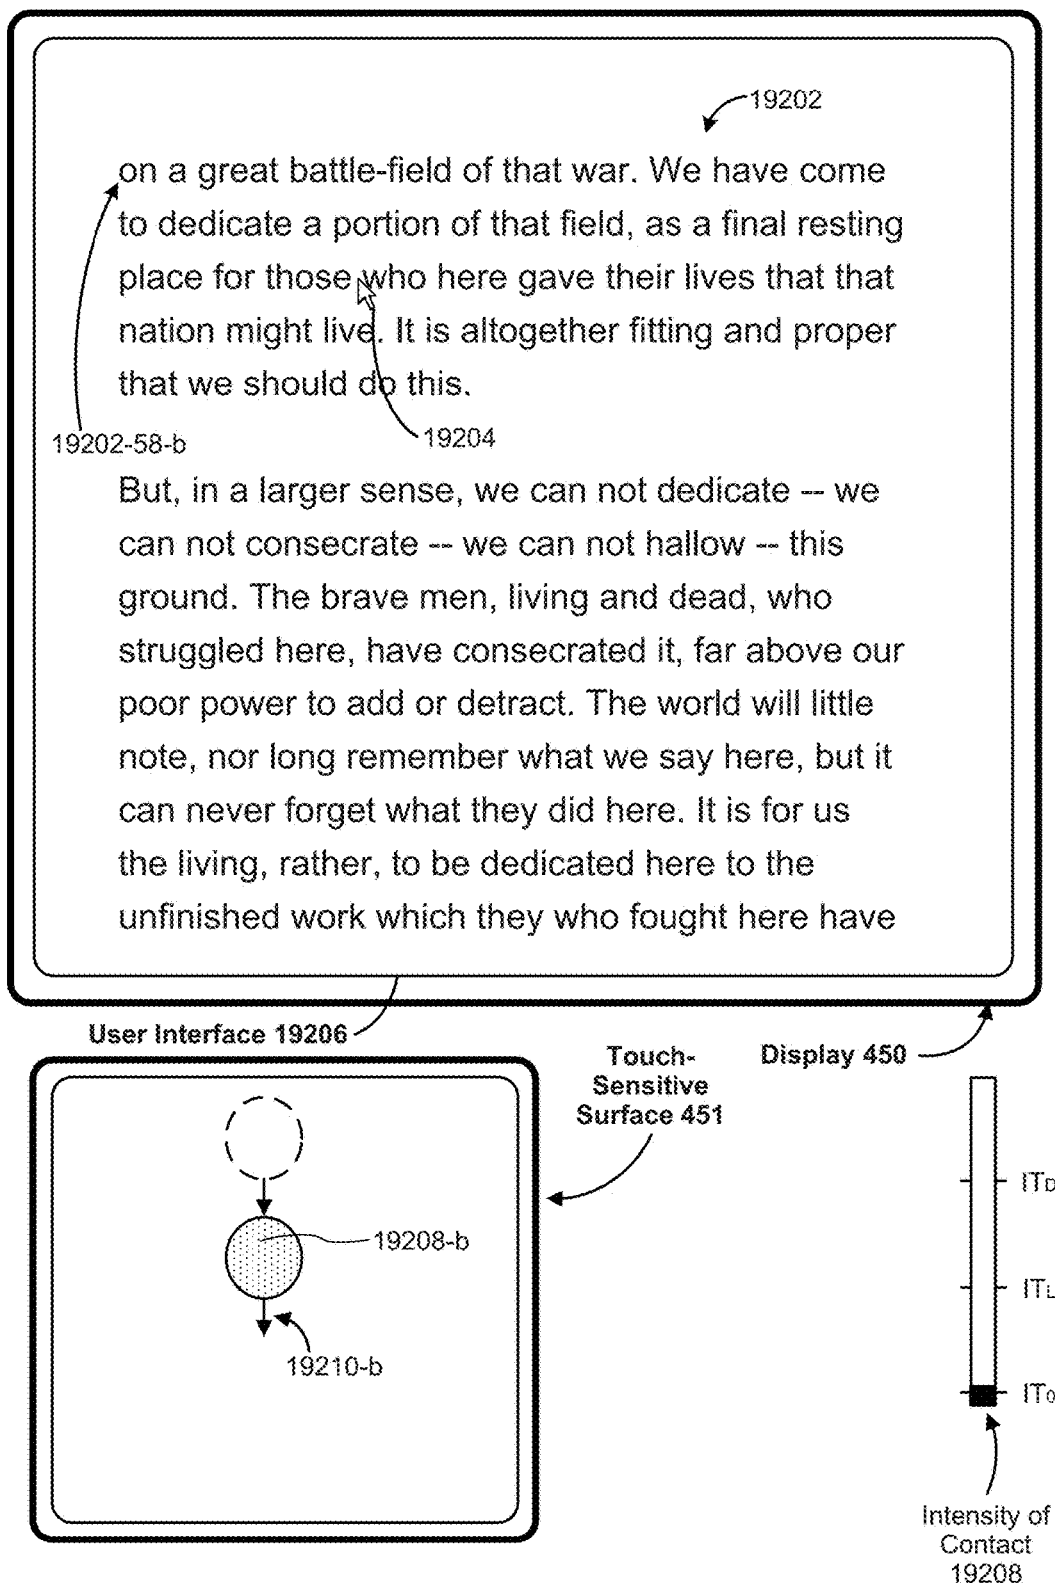 19202
on a great battle-field of that war. We have come
to dedicate a portion of that field, as a final resting
place for those who here gave their lives that that
nation might live. It is altogether fitting and proper
that we should do this.
19202-58-b
19204
But, in a larger sense, we can not dedicate -- we
can not consecrate -- we can not hallow -- this
ground. The brave men, living and dead, who
struggled here, have consecrated it, far above our
poor power to add or detract. The world will little
note, nor long remember what we say here, but it
can never forget what they did here. It is for us
the living, rather, to be dedicated here to the
unfinished work which they who fought here have
User Interface 19206
Touch-
Sensitive
Surface 451
Display 450
ITD
19208-b
ITL
19210-b
IT0
Intensity of
Contact
19208